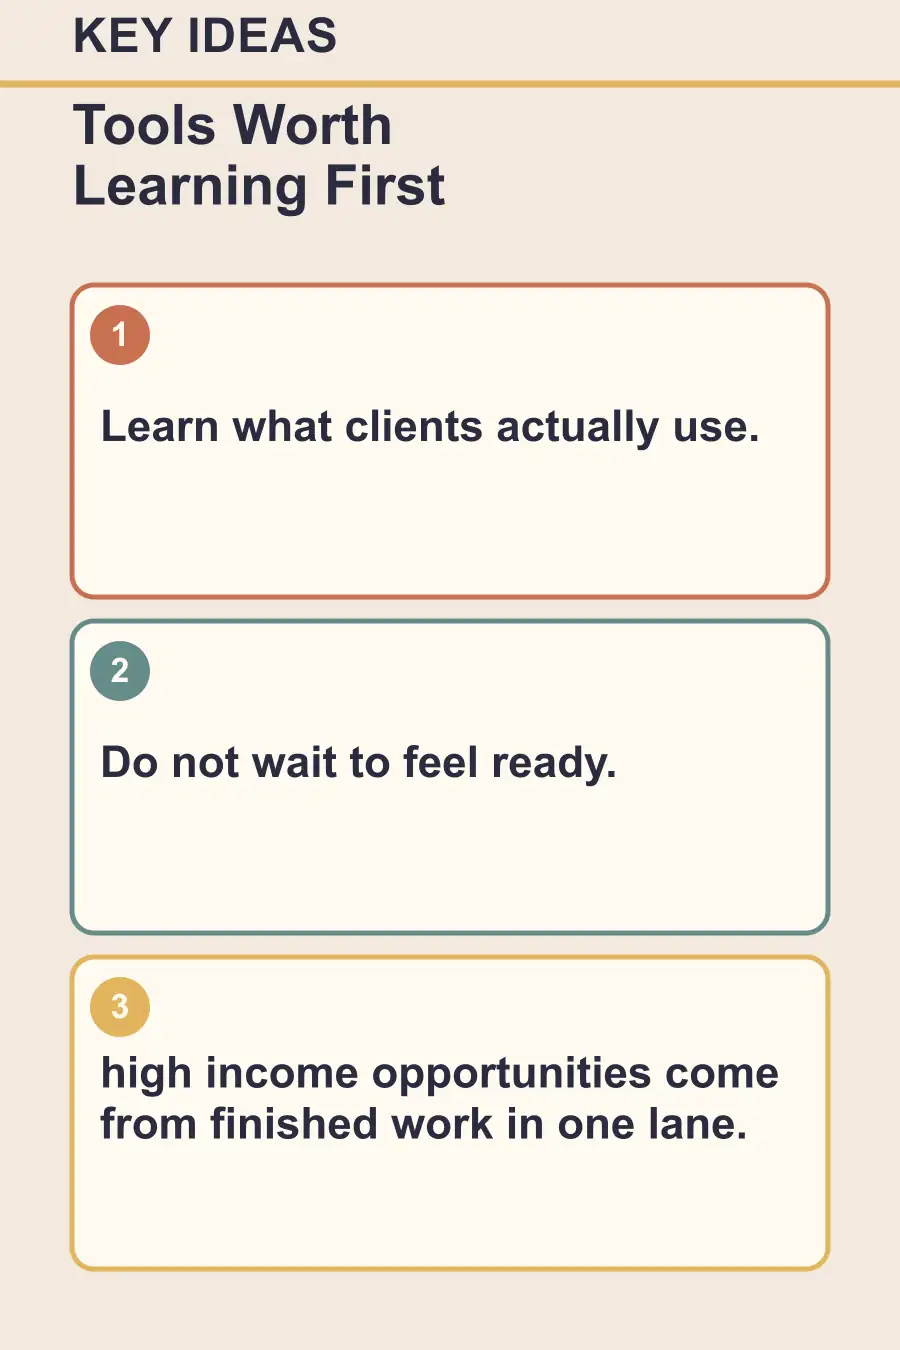 KEY IDEAS
Tools Worth
Learning First
1
Learn what clients actually use.
2
Do not wait to feel ready.
3
high income opportunities come
from finished work in one lane.